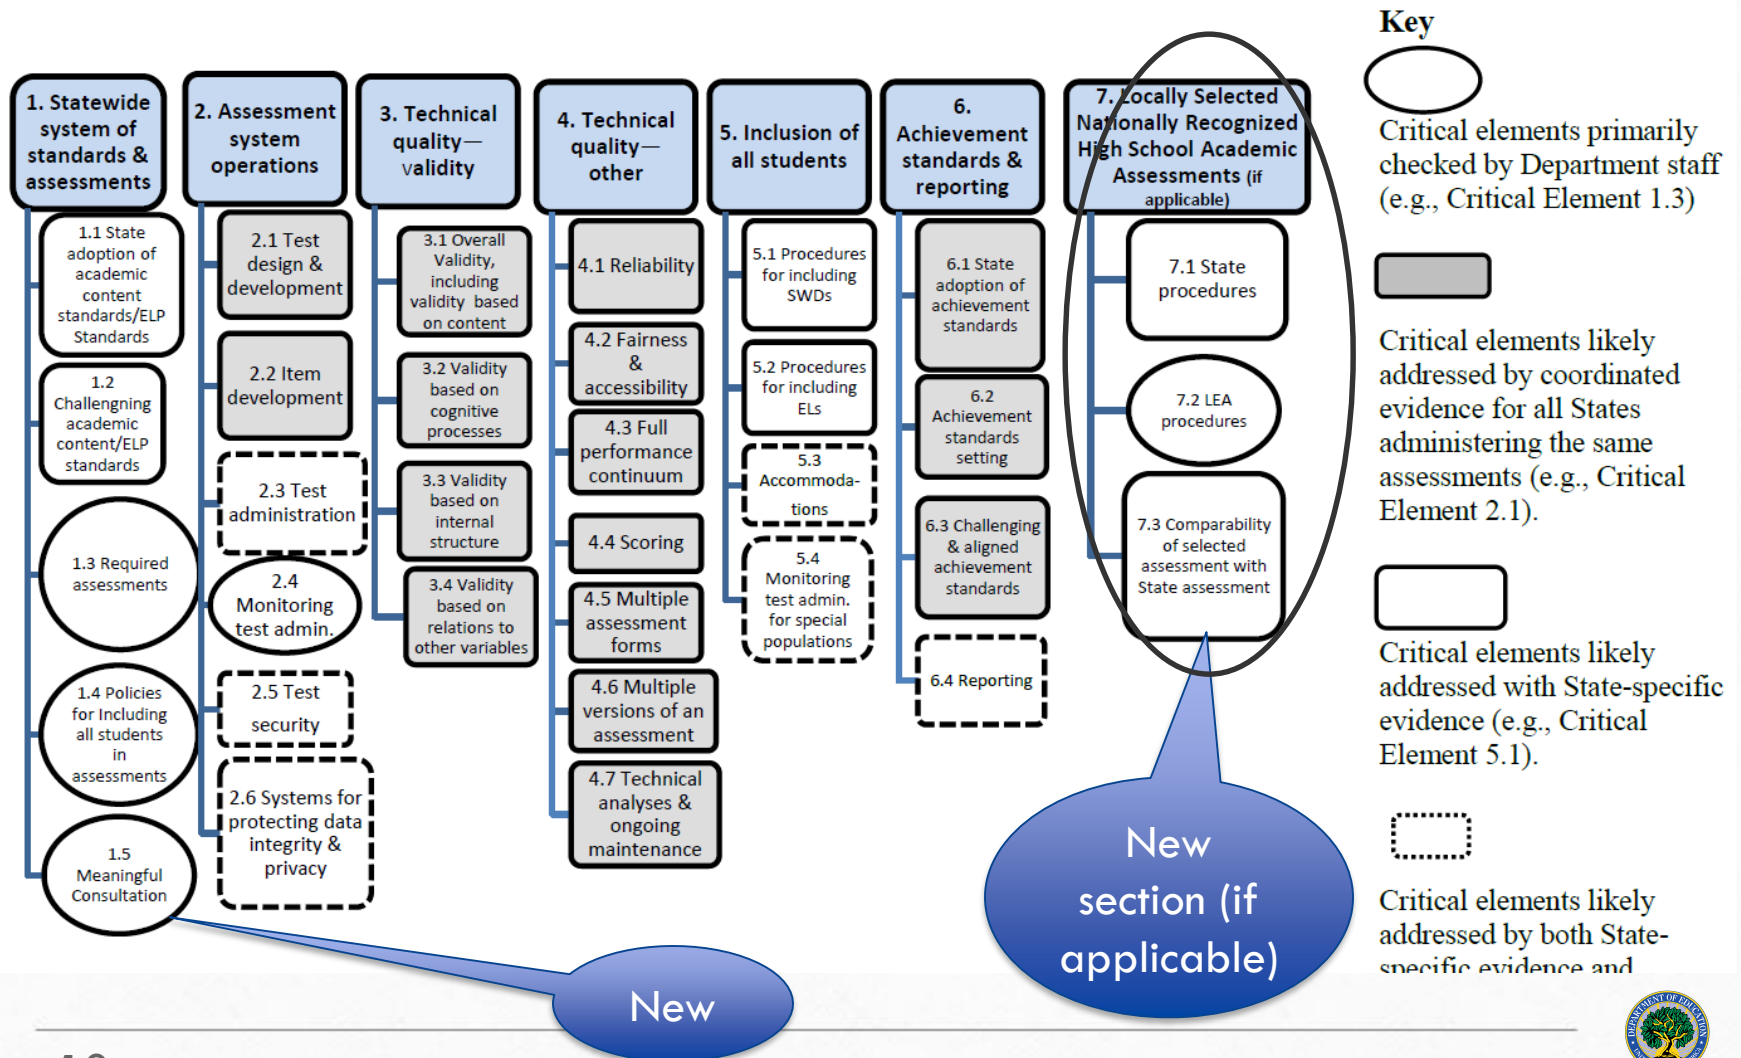 1. Statewide
system of
standards &
assessments
1.1 State
adoption of
academic
content
standards/ELP
Standards
1.2
Challengning
academic
content/ELP
standards
1.3 Required
assessments
1.4 Policies
for Including
all students
in
assessments
1.5
Meaningful
Consultation
2. Assessment
system
operations
2.1 Test
design &
development
2.2 Item
development
2.3 Test
administration
2.4
Monitoring
test admin.
2.5 Test
security
2.6 Systems for
protecting data
integrity &
privacy
3. Technical
quality—
validity
3.1 Overall
Validity,
including
validity based
on content
3.2 Validity
based on
cognitive
processes
3.3 Validity
based on
internal
structure
3.4 Validity
based on
relations to
other variables
4. Technical
quality—
other
4.1 Reliability
4.2 Fairness
&
accessibility
4.3 Full
performance
continuum
4.4 Scoring
4.5 Multiple
assessment
forms
4.6 Multiple
versions of an
assessment
4.7 Technical
analyses &
ongoing
maintenance
5. Inclusion of
all students
5.1 Procedures
for including
SWDs
5.2 Procedures
for including
ELs
5.3
Accommoda-
tions
5.4
Monitoring
test admin.
for special
populations
6.
Achievement
standards &
reporting
6.1 State
adoption of
achievement
standards
6.2
Achievement
standards
setting
6.3 Challenging
& aligned
achievement
standards
6.4 Reporting
7. Locally Selected
Nationally Recognized
High School Academic
Assessments (if
applicable)
7.1 State
procedures
7.2 LEA
procedures
7.3 Comparability
of selected
assessment with
State assessment
New
section (if
applicable)
New
Key
Critical elements primarily
checked by Department staff
(e.g., Critical Element 1.3)
Critical elements likely
addressed by coordinated
evidence for all States
administering the same
assessments (e.g., Critical
Element 2.1).
Critical elements likely
addressed with State-specific
evidence (e.g., Critical
Element 5.1).
Critical elements likely
addressed by both State-
specific evidence and